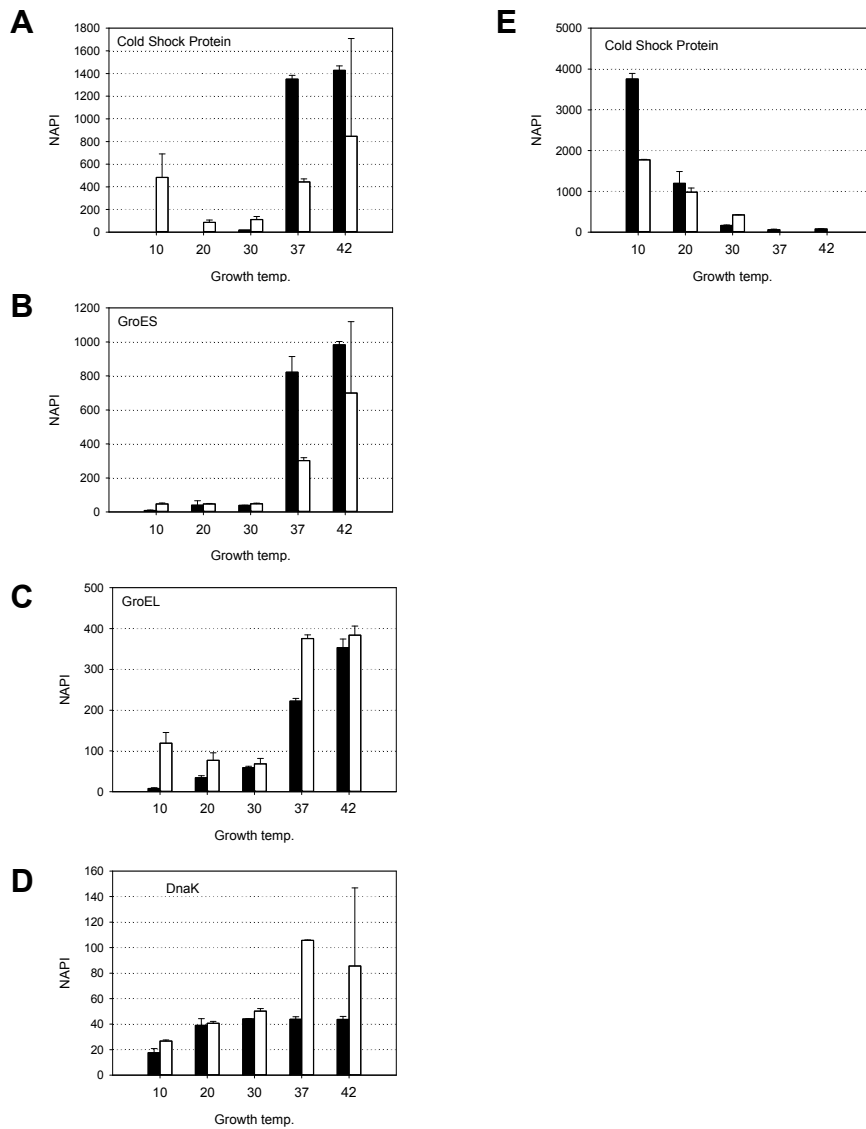 A
Cold Shock Protein
1800
1600
1400
1200
1000
800
600
400
200
0
NAPI
10 20 30 37 42
Growth temp.
B
GroES
1200
1000
800
600
400
200
0
NAPI
10 20 30 37 42
Growth temp.
C
GroEL
500
400
300
200
100
0
NAPI
10 20 30 37 42
Growth temp.
D
DnaK
160
140
120
100
80
60
40
20
0
NAPI
10 20 30 37 42
Growth temp.
E
Cold Shock Protein
5000
4000
3000
2000
1000
0
NAPI
10 20 30 37 42
Growth temp.